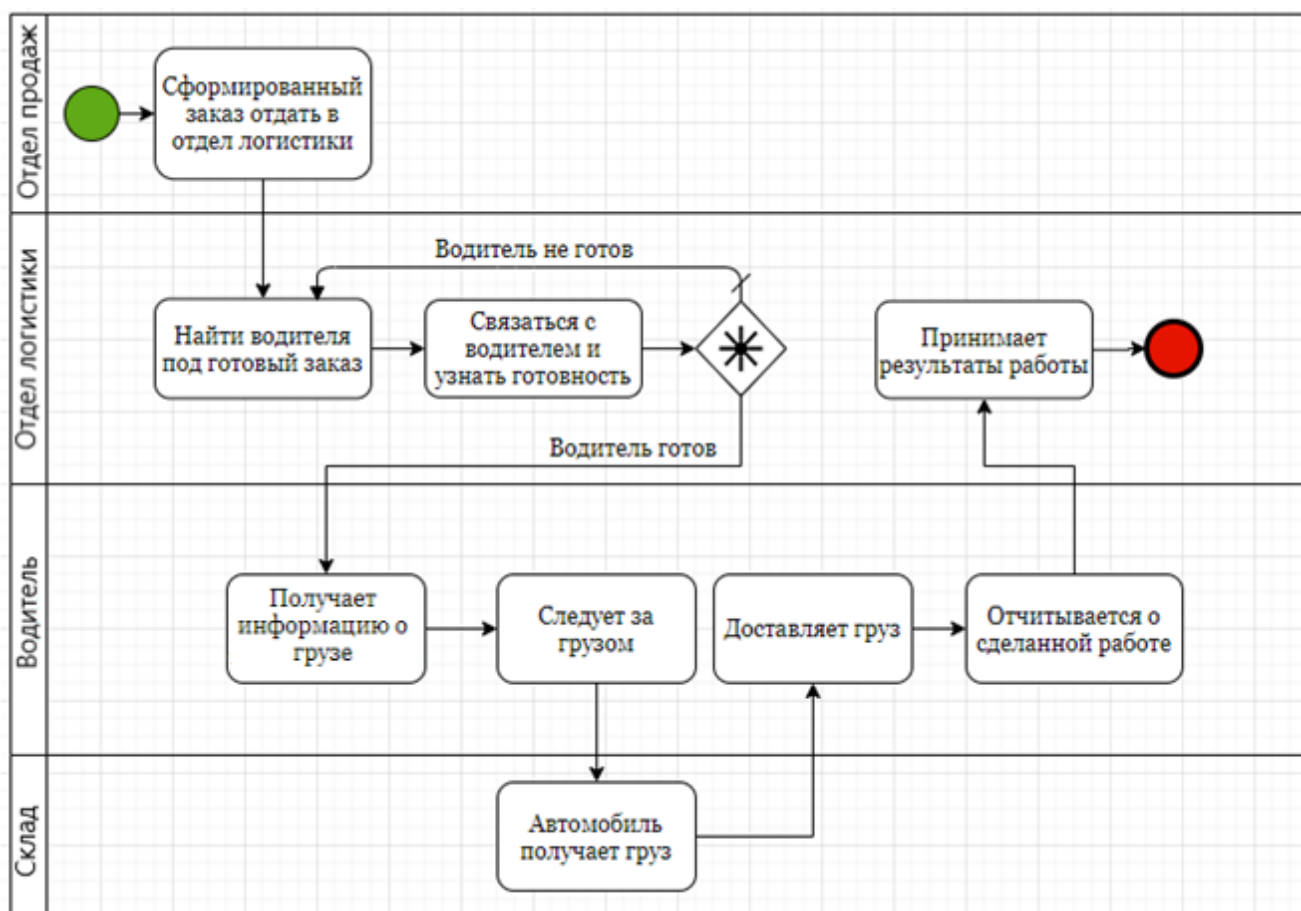 Отдел продаж
Сформированный
заказ отдать в
отдел логистики
Отдел логистики
Водитель не готов
Найти водителя
под готовый заказ
Связаться с
водителем и
узнать готовность
Принимает
результаты работы
Водитель готов
Водитель
Получает
информацию о
грузе
Следует за
грузом
Доставляет груз
Отчитывается о
сделанной работе
Склад
Автомобиль
получает груз